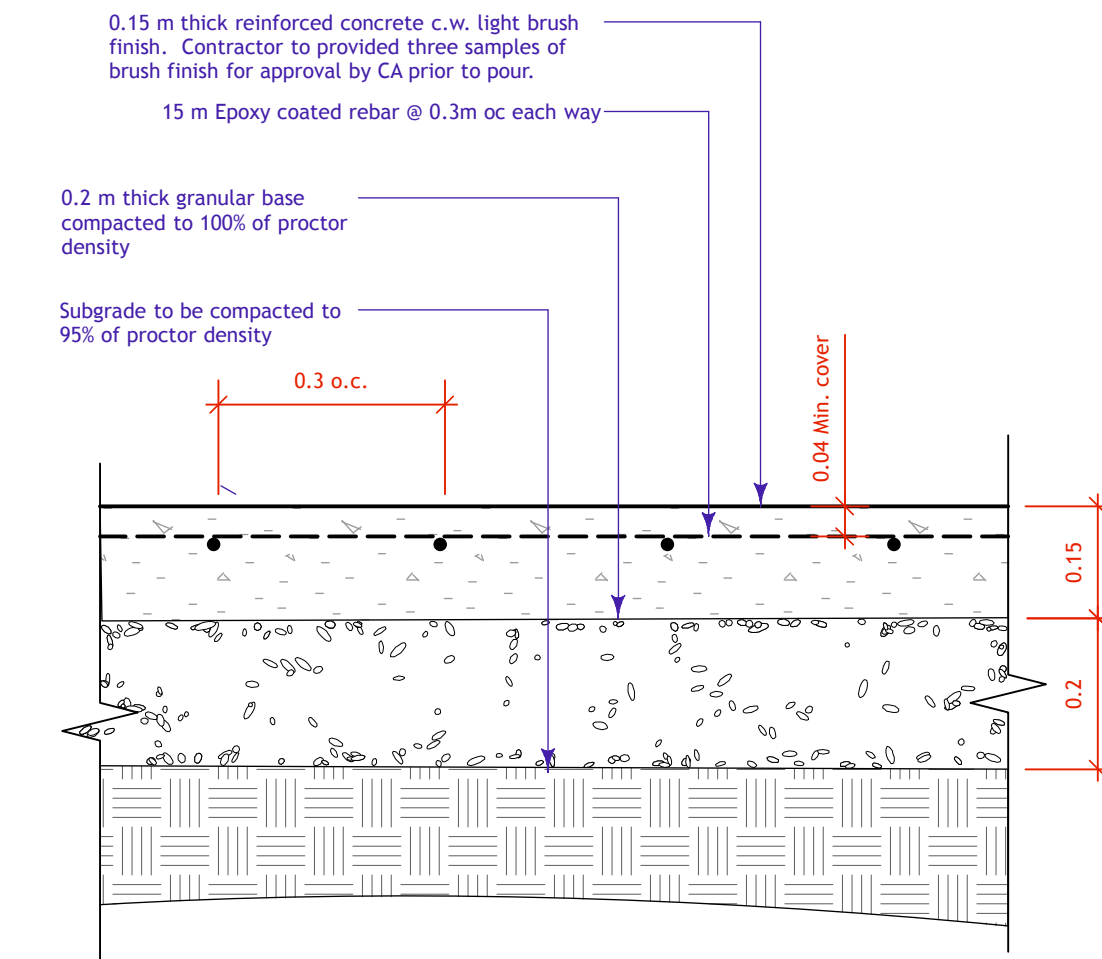 0.15 m thick reinforced concrete c.w. light brush
finish.  Contractor to provided three samples of
brush finish for approval by CA prior to pour.
15 m Epoxy coated rebar @ 0.3m oc each way
0.2 m thick granular base
compacted to 100% of proctor
density
Subgrade to be compacted to
95% of proctor density
0.3 o.c.
0.04 Min. cover
0.15
0.2